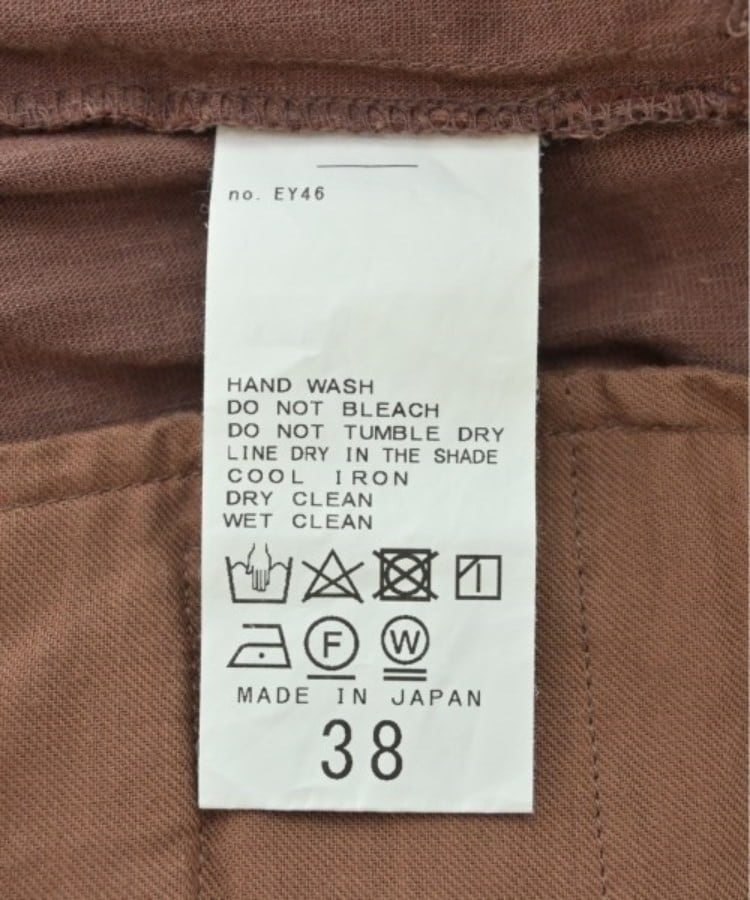 no. EY46
HAND WASH
DO NOT BLEACH
DO NOT TUMBLE DRY
LINE DRY IN THE SHADE
COOL IRON
DRY CLEAN
WET CLEAN
F W
MADE IN JAPAN
38